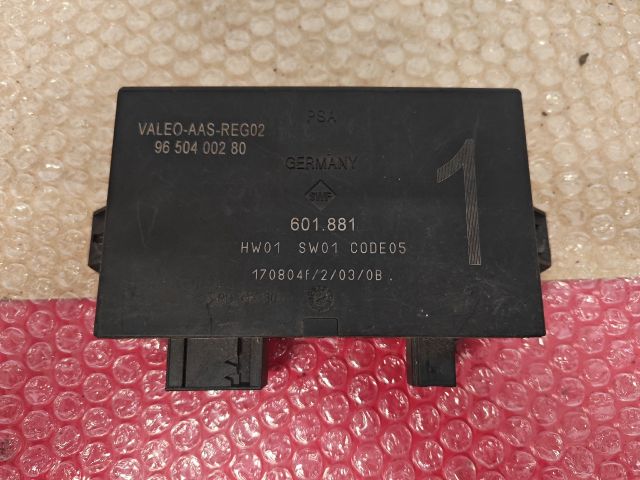 PSA
VALEO-AAS-REG02
96 504 002 80
GERMANY
SWF
1
601.881
HW01 SW01 CODE05
170804f/2/03/0B.